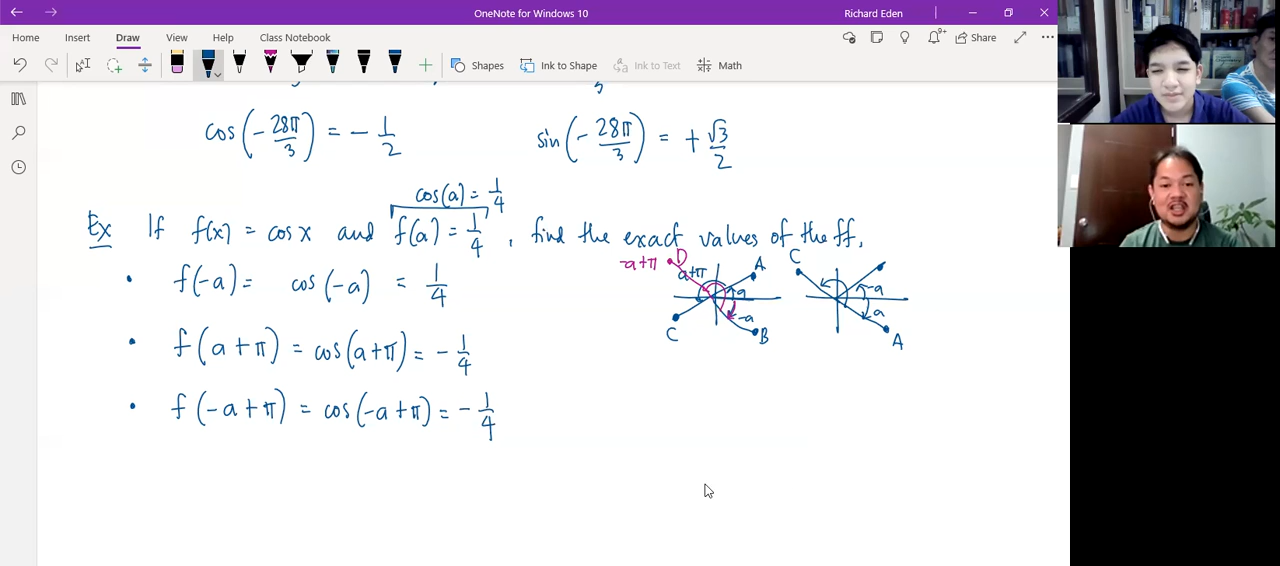 OneNote for Windows 10
Richard Eden
Home Insert Draw View Help Class Notebook
Share
Shapes Ink to Shape Ink to Text Math
cos(-28π/3) = -1/2 sin(-28π/3) = +√3/2
cos(a) = 1/4
Ex If f(x) = cos x and f(a) = 1/4, find the exact values of the ff.
• f(-a) = cos(-a) = 1/4
-a+π D a+π A a -a B C
C -a a A
• f(a+π) = cos(a+π) = -1/4
• f(-a+π) = cos(-a+π) = -1/4